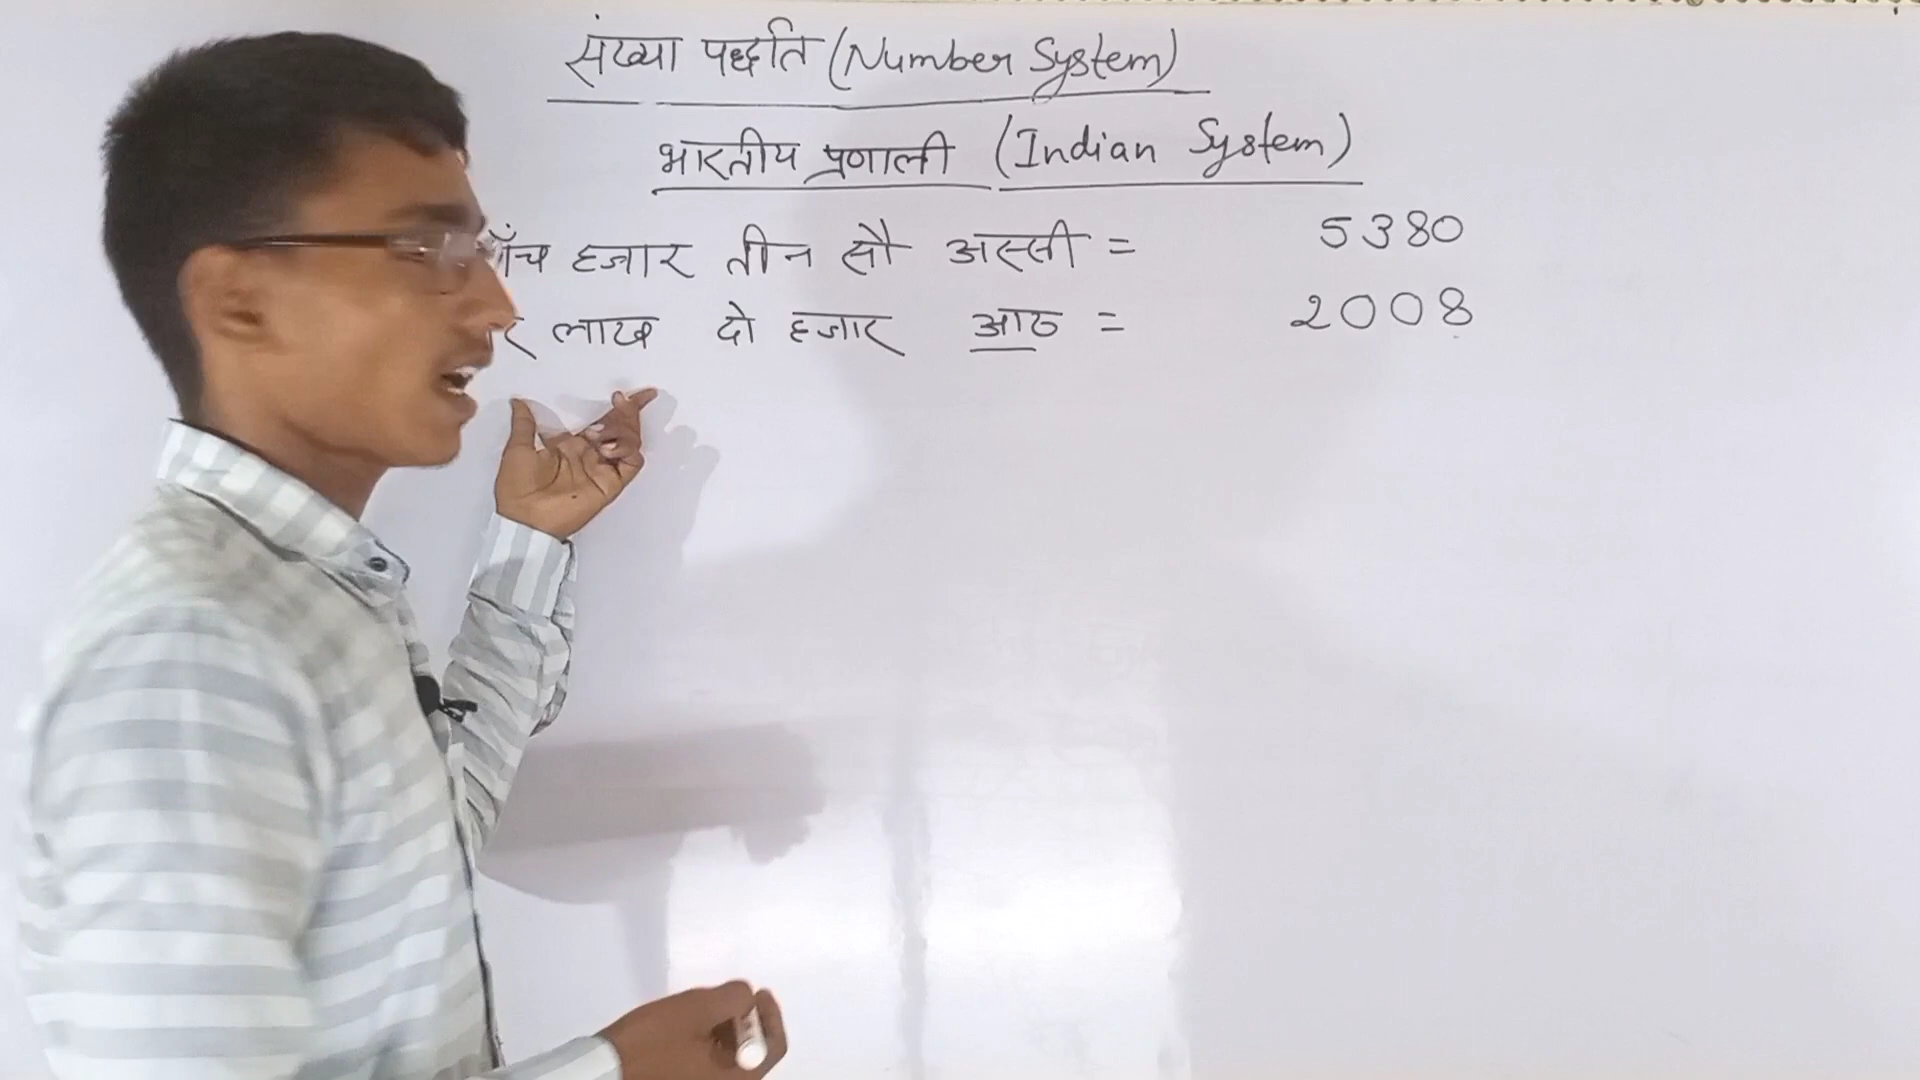 संख्या पद्धति (Number System)
भारतीय प्रणाली (Indian System)
हजार तीन सौ अस्सी = 5380
लाख दो हजार आठ = 2008